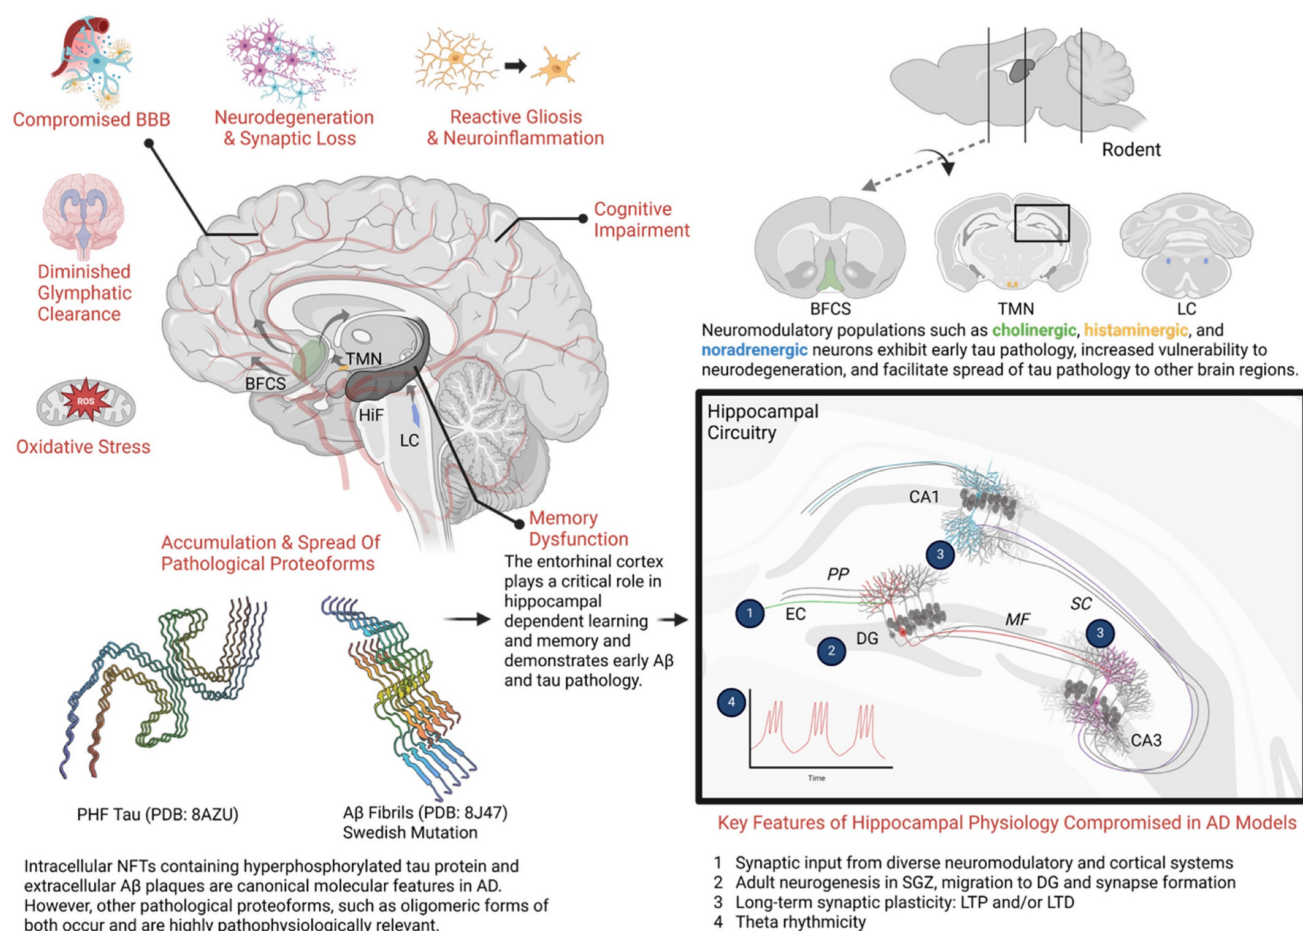 Compromised BBB
Neurodegeneration
& Synaptic Loss
Reactive Gliosis
& Neuroinflammation
Diminished
Glymphatic
Clearance
ROS
Oxidative Stress
Cognitive
Impairment
BFCS
TMN
HiF
LC
Memory
Dysfunction
The entorhinal cortex
plays a critical role in
hippocampal
dependent learning
and memory and
demonstrates early Aβ
and tau pathology.
Accumulation & Spread Of
Pathological Proteoforms
PHF Tau (PDB: 8AZU)
Aβ Fibrils (PDB: 8J47)
Swedish Mutation
Intracellular NFTs containing hyperphosphorylated tau protein and
extracellular Aβ plaques are canonical molecular features in AD.
However, other pathological proteoforms, such as oligomeric forms of
both occur and are highly pathophysiologically relevant.
Rodent
BFCS
TMN
LC
Neuromodulatory populations such as cholinergic, histaminergic, and
noradrenergic neurons exhibit early tau pathology, increased vulnerability to
neurodegeneration, and facilitate spread of tau pathology to other brain regions.
Hippocampal
Circuitry
CA1
3
PP
1
EC
DG
2
MF
SC
3
CA3
4
Time
Key Features of Hippocampal Physiology Compromised in AD Models
1 Synaptic input from diverse neuromodulatory and cortical systems
2 Adult neurogenesis in SGZ, migration to DG and synapse formation
3 Long-term synaptic plasticity: LTP and/or LTD
4 Theta rhythmicity